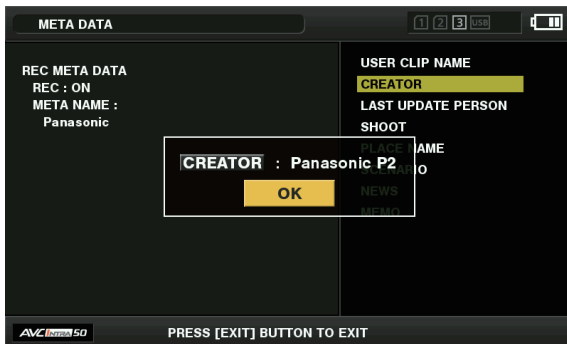 META DATA
1 2 3 USB
REC META DATA
REC : ON
META NAME :
Panasonic
USER CLIP NAME
CREATOR
LAST UPDATE PERSON
SHOOT
PLACE NAME
SCENARIO
NEWS
MEMO
CREATOR : Panasonic P2
OK
AVC INTRA 50
PRESS [EXIT] BUTTON TO EXIT